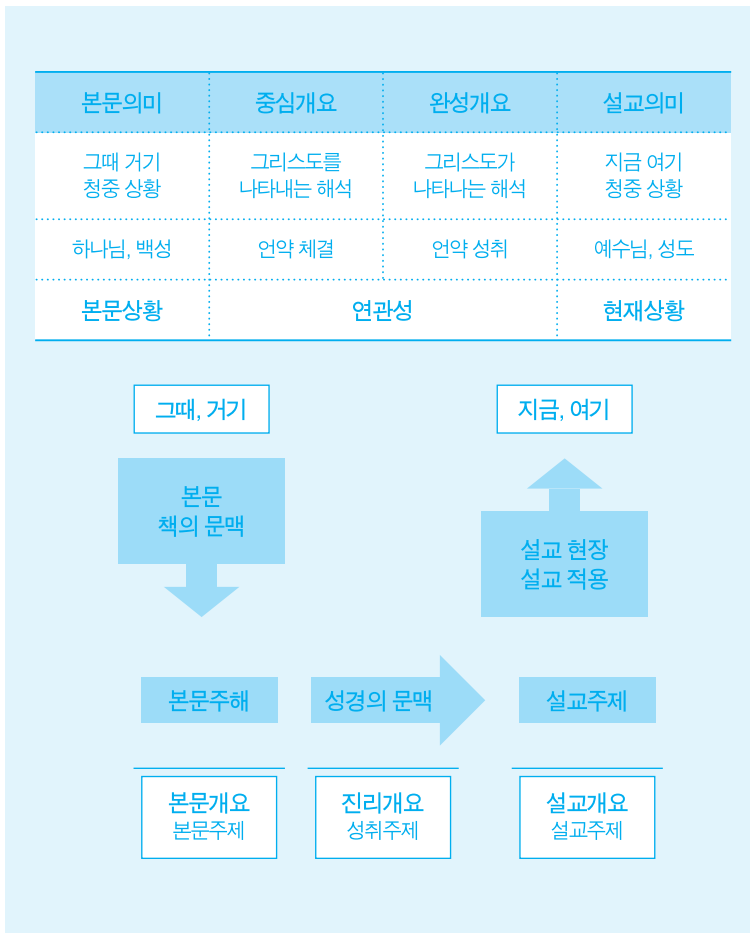 본문의미 중심개요 완성개요 설교의미
그때 거기 그리스도를 그리스도가 지금 여기
청중 상황 나타내는 해석 나타나는 해석 청중 상황
하나님, 백성 언약 체결 언약 성취 예수님, 성도
본문상황 연관성 현재상황
그때, 거기 지금, 여기
본문
책의 문맥
설교 현장
설교 적용
본문주해 성경의 문맥 설교주제
본문개요 진리개요 설교개요
본문주제 성취주제 설교주제